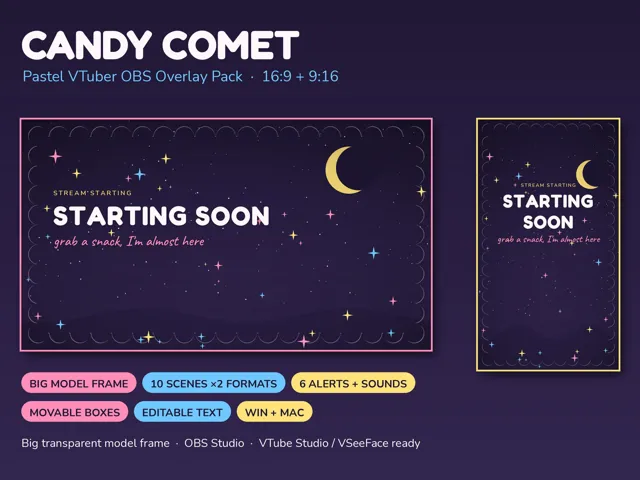 CANDY COMET
Pastel VTuber OBS Overlay Pack · 16:9 + 9:16
STREAM STARTING
STARTING SOON
grab a snack, I'm almost here
STREAM STARTING
STARTING
SOON
grab a snack, I'm almost here
BIG MODEL FRAME
10 SCENES ×2 FORMATS
6 ALERTS + SOUNDS
MOVABLE BOXES
EDITABLE TEXT
WIN + MAC
Big transparent model frame · OBS Studio · VTube Studio / VSeeFace ready